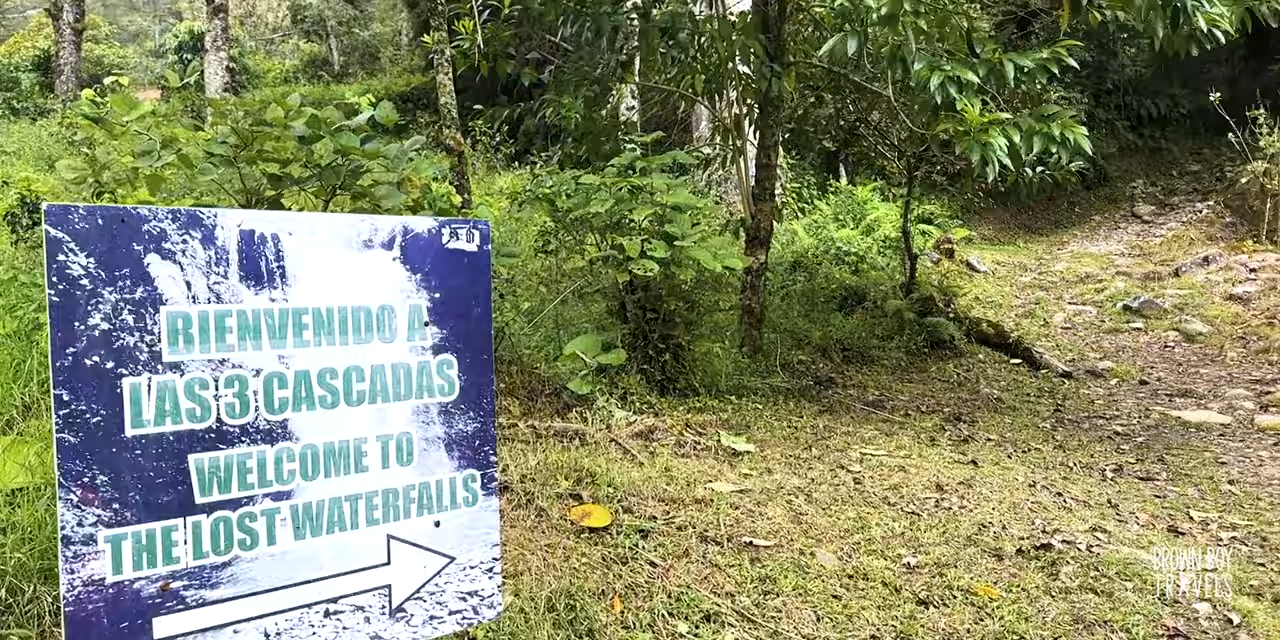 BIENVENIDO A
LAS 3 CASCADAS
WELCOME TO
THE LOST WATERFALLS
BROWN BOY
TRAVELS